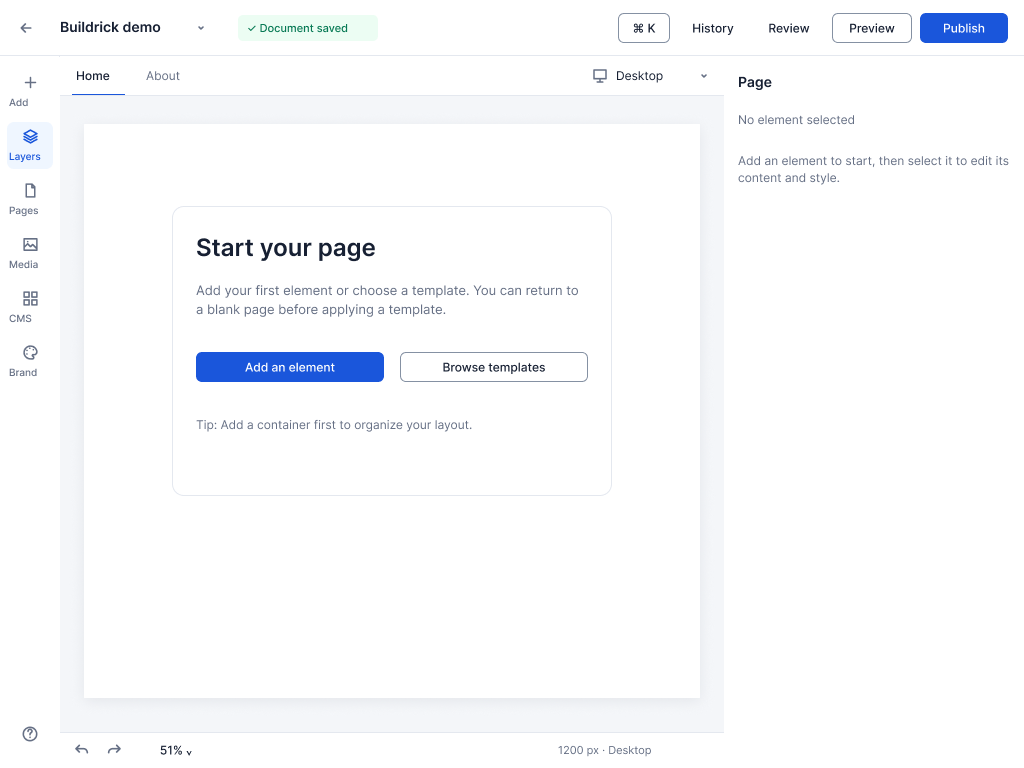 Buildrick demo
✓ Document saved
⌘ K
History
Review
Preview
Publish
Add
Layers
Pages
Media
CMS
Brand
Home
About
Desktop
Start your page
Add your first element or choose a template. You can return to
a blank page before applying a template.
Add an element
Browse templates
Tip: Add a container first to organize your layout.
51%
1200 px · Desktop
Page
No element selected
Add an element to start, then select it to edit its
content and style.